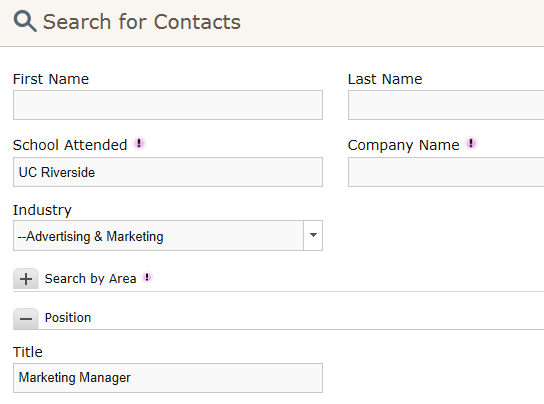 Search for Contacts
First Name Last Name
School Attended ! Company Name !
UC Riverside
Industry
--Advertising & Marketing
Search by Area !
Position
Title
Marketing Manager